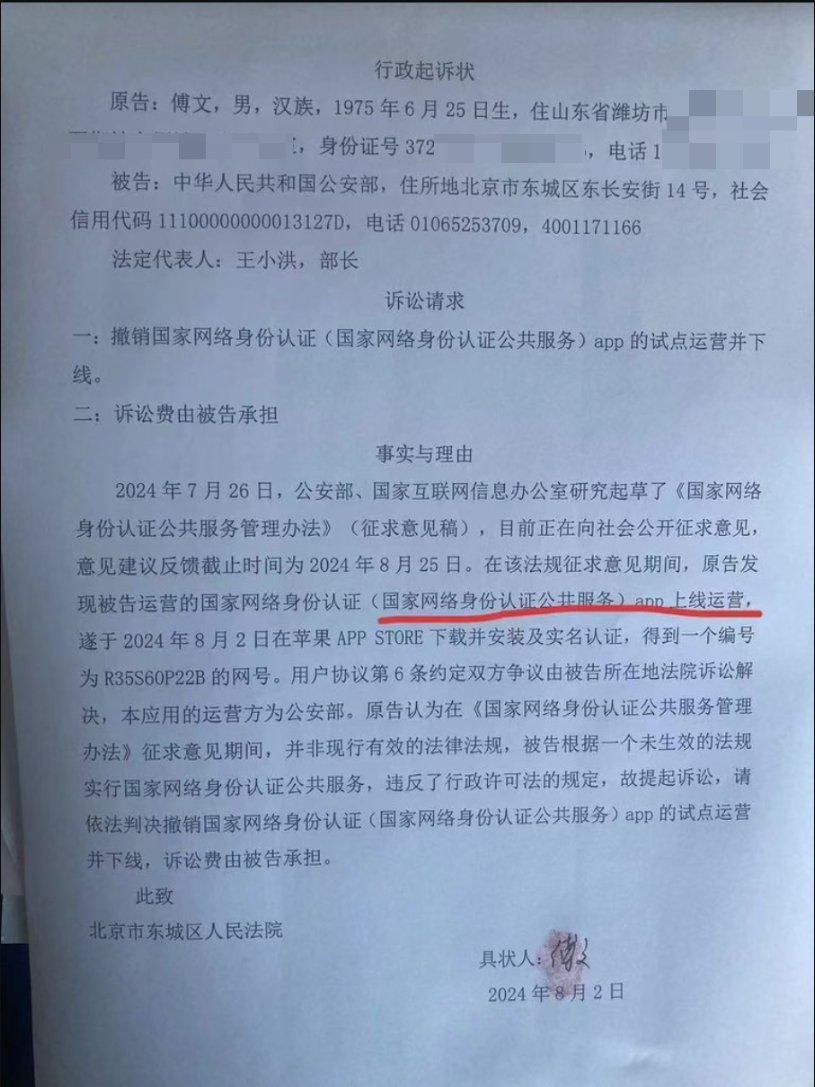 行政起诉状
原告：傅文，男，汉族，1975 年 6 月 25 日生，住山东省潍坊市
，身份证号 372 ，电话 1
被告：中华人民共和国公安部，住所地北京市东城区东长安街 14 号，社会
信用代码 11100000000013127D，电话 01065253709，4001171166
法定代表人：王小洪，部长
诉讼请求
一：撤销国家网络身份认证（国家网络身份认证公共服务）app 的试点运营并下
线。
二：诉讼费由被告承担
事实与理由
2024 年 7 月 26 日，公安部、国家互联网信息办公室研究起草了《国家网络
身份认证公共服务管理办法》（征求意见稿），目前正在向社会公开征求意见，
意见建议反馈截止时间为 2024 年 8 月 25 日。在该法规征求意见期间，原告发
现被告运营的国家网络身份认证（国家网络身份认证公共服务）app 上线运营，
遂于 2024 年 8 月 2 日在苹果 APP STORE 下载并安装及实名认证，得到一个编号
为 R35S60P22B 的网号。用户协议第 6 条约定双方争议由被告所在地法院诉讼解
决，本应用的运营方为公安部。原告认为在《国家网络身份认证公共服务管理
办法》征求意见期间，并非现行有效的法律法规，被告根据一个未生效的法规
实行国家网络身份认证公共服务，违反了行政许可法的规定，故提起诉讼，请
依法判决撤销国家网络身份认证（国家网络身份认证公共服务）app 的试点运营
并下线，诉讼费由被告承担。
此致
北京市东城区人民法院
具状人：傅文
2024 年 8 月 2 日